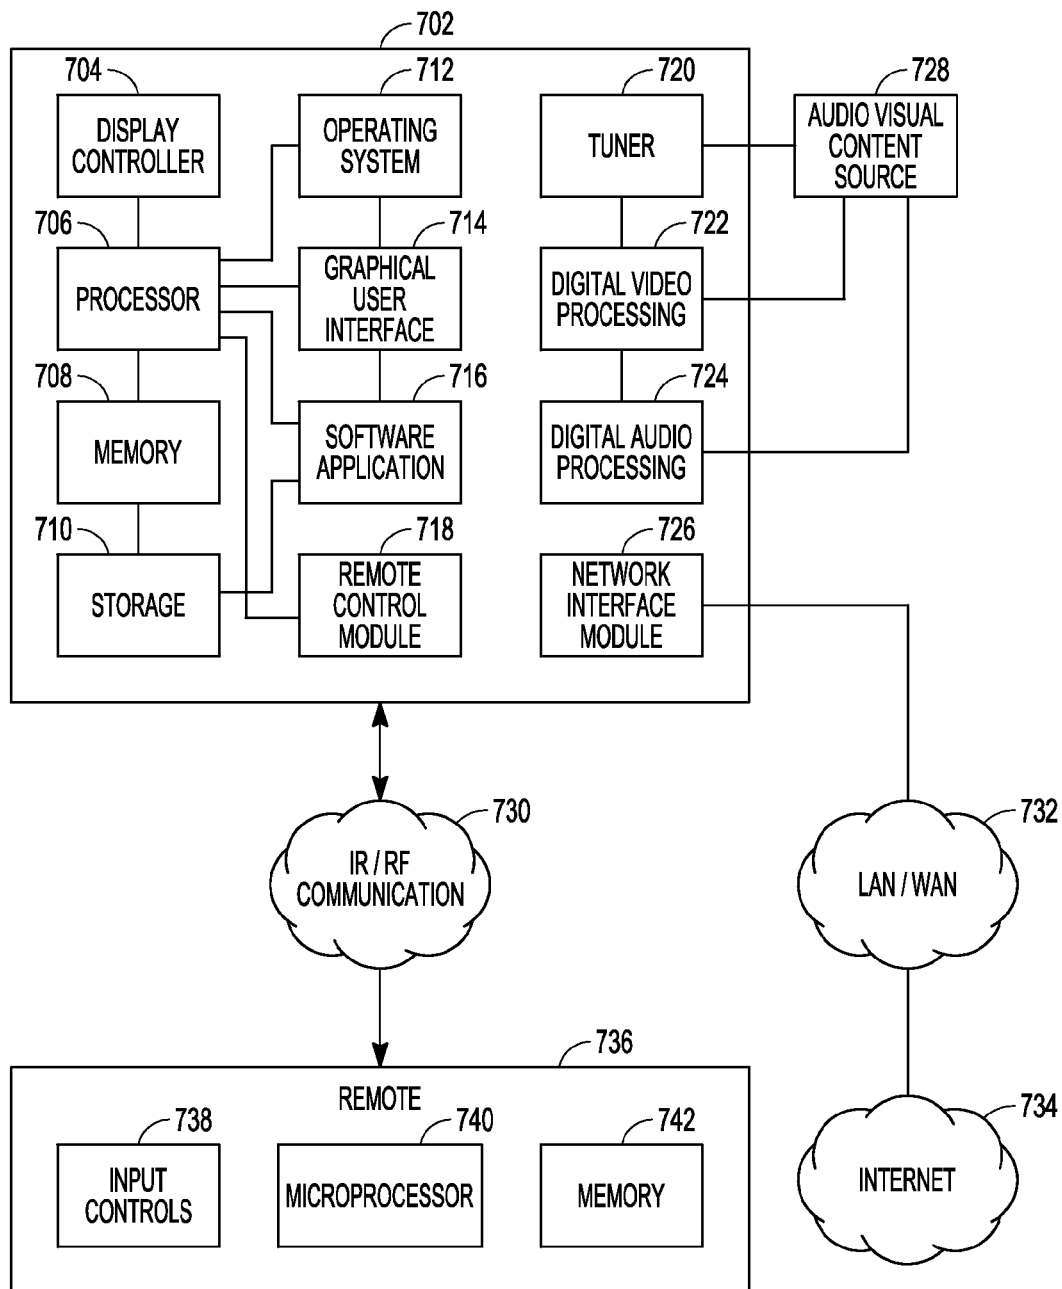 702
704
712
720
728
DISPLAY
CONTROLLER
OPERATING
SYSTEM
TUNER
AUDIO VISUAL
CONTENT
SOURCE
706
714
722
PROCESSOR
GRAPHICAL
USER
INTERFACE
DIGITAL VIDEO
PROCESSING
708
716
724
MEMORY
SOFTWARE
APPLICATION
DIGITAL AUDIO
PROCESSING
710
718
726
STORAGE
REMOTE
CONTROL
MODULE
NETWORK
INTERFACE
MODULE
730
732
IR / RF
COMMUNICATION
LAN / WAN
736
REMOTE
738
740
742
734
INPUT
CONTROLS
MICROPROCESSOR
MEMORY
INTERNET